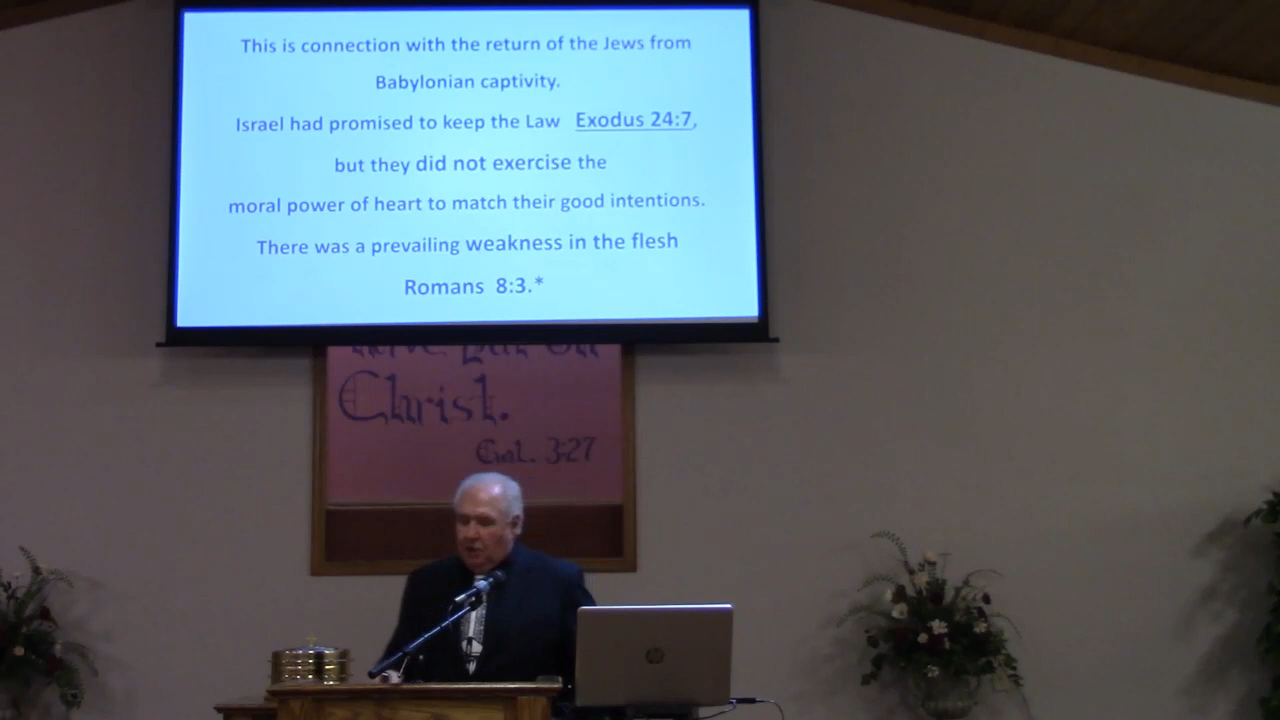 This is connection with the return of the Jews from
Babylonian captivity.
Israel had promised to keep the Law Exodus 24:7,
but they did not exercise the
moral power of heart to match their good intentions.
There was a prevailing weakness in the flesh
Romans 8:3.*
Christ.
Gal. 3:27
hp